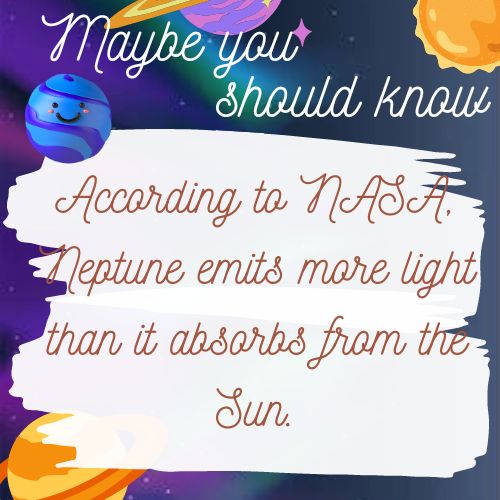 Maybe you
should know
According to NASA,
Neptune emits more light
than it absorbs from the
Sun.